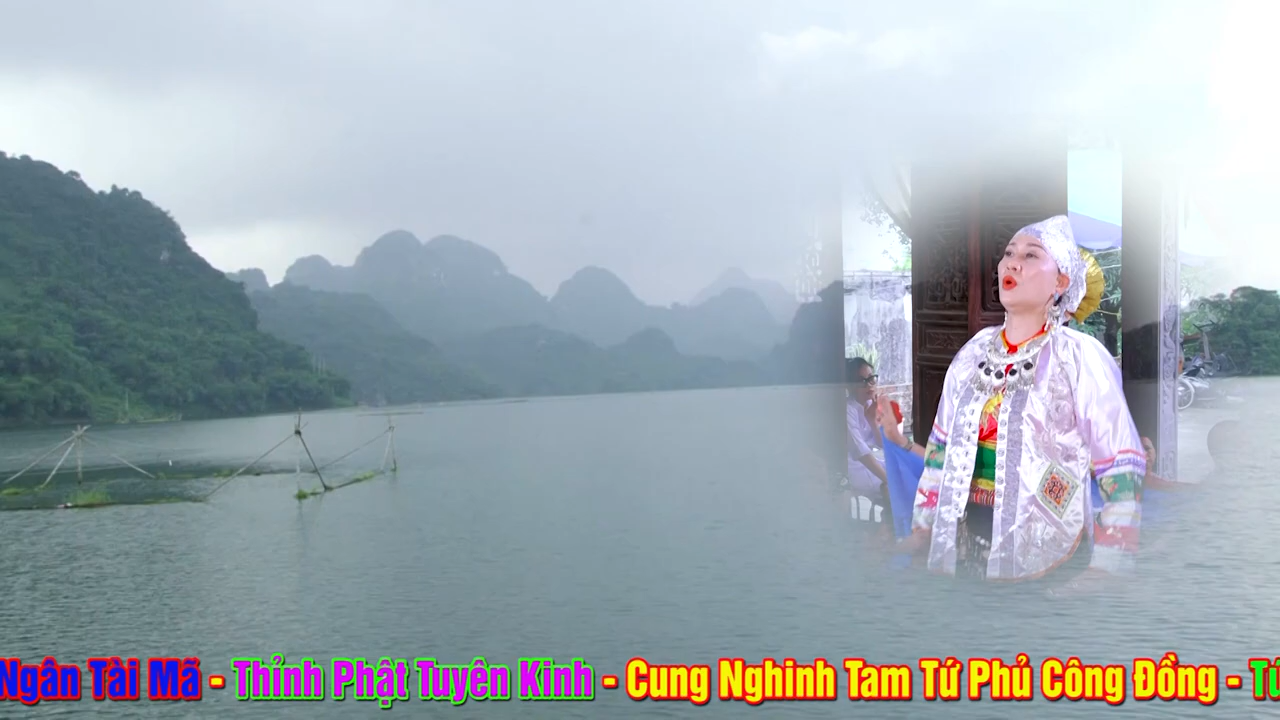 Ngân Tài Mã - Thỉnh Phật Tuyên Kinh - Cung Nghinh Tam Tứ Phủ Công Đồng -